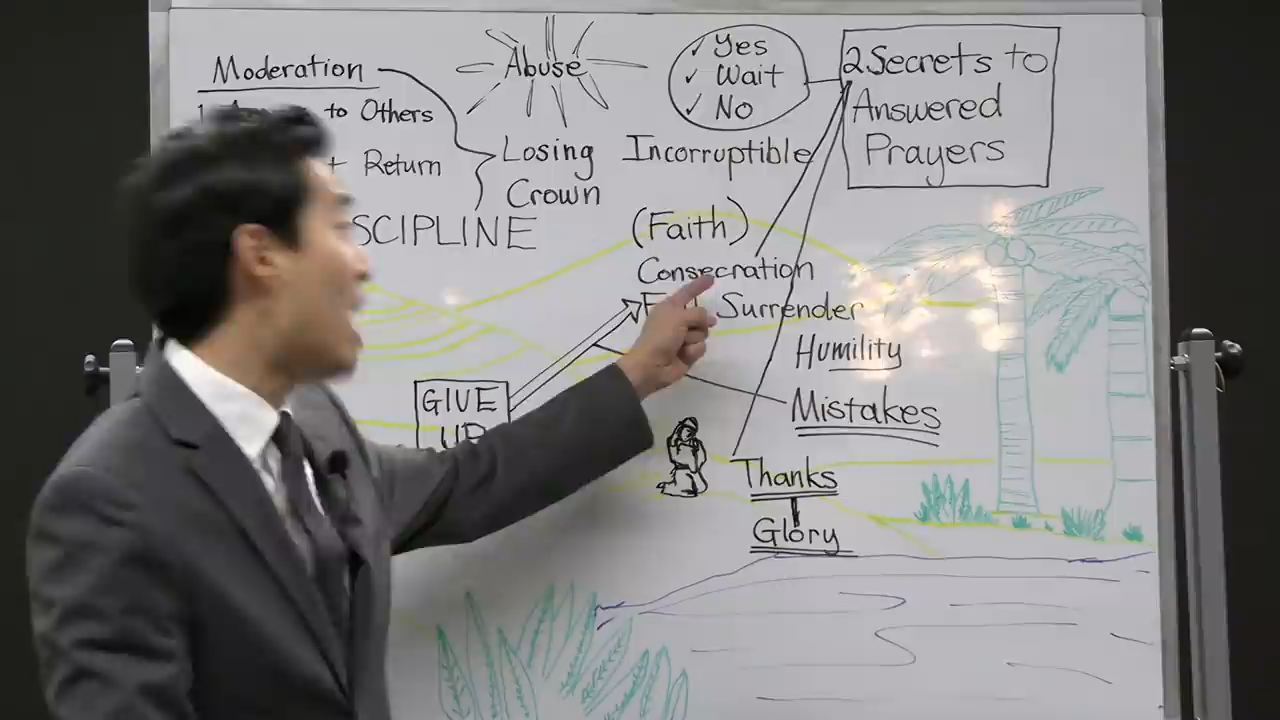 Moderation
to Others
Return
SCIPLINE
Abuse
Losing
Crown
Yes
Wait
No
Incorruptible
2 Secrets to
Answered
Prayers
(Faith)
Consecration
Surrender
Humility
GIVE
UP
Mistakes
Thanks
Glory